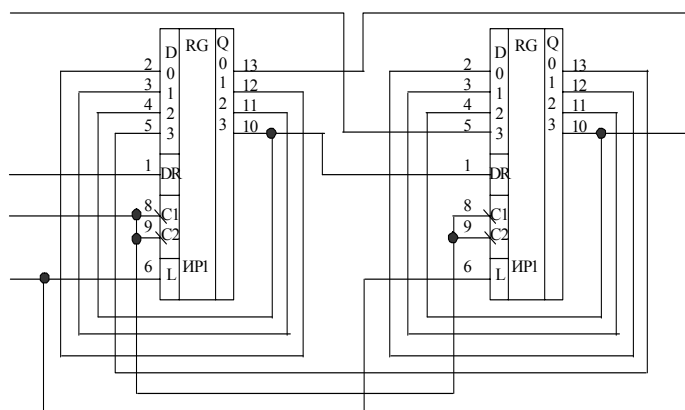 D RG Q
2 0 0 13
3 1 1 12
4 2 2 11
5 3 3 10
1 DR
8 C1
9 C2
6 L ИР1
D RG Q
2 0 0 13
3 1 1 12
4 2 2 11
5 3 3 10
1 DR
8 C1
9 C2
6 L ИР1